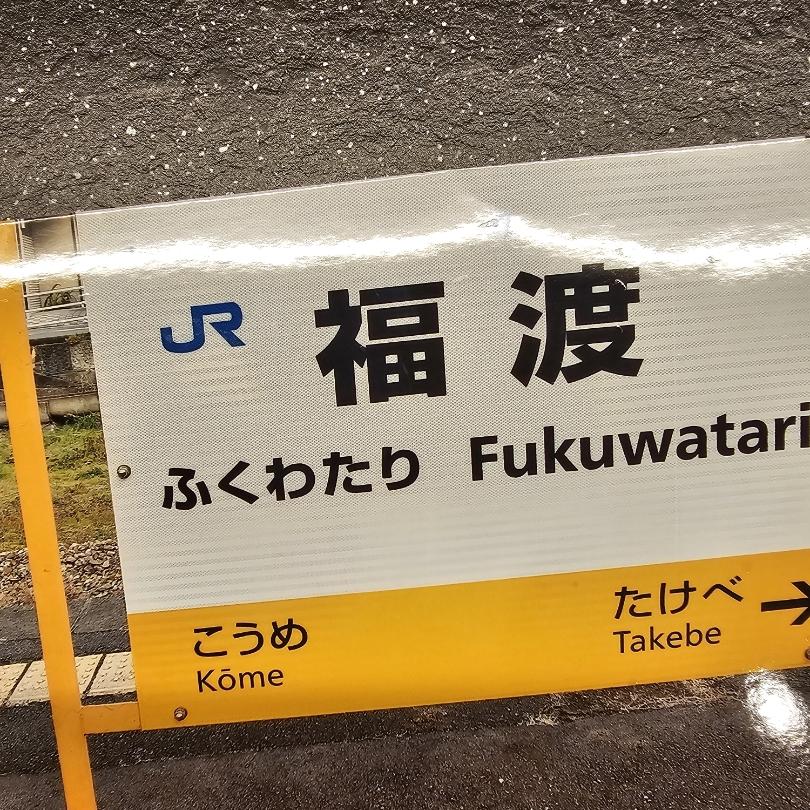 JR 福渡
ふくわたり Fukuwatari
こうめ たけべ →
Kōme Takebe